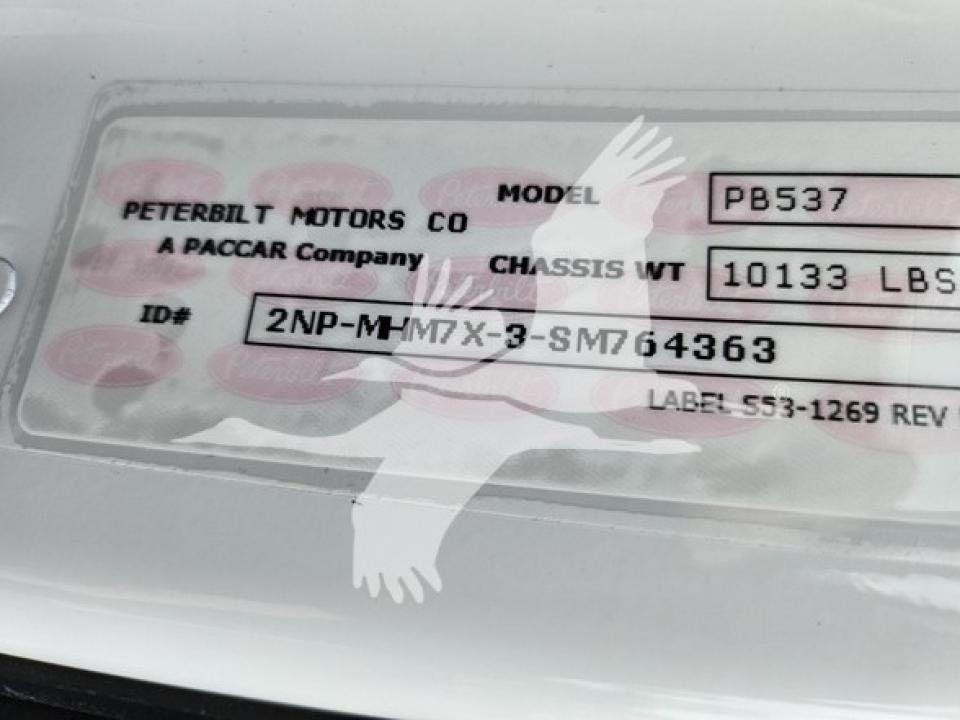 MODEL PB537
PETERBILT MOTORS CO
A PACCAR Company
CHASSIS WT 10133 LBS
ID# 2NP-MHM7X-3-SM764363
LABEL S53-1269 REV